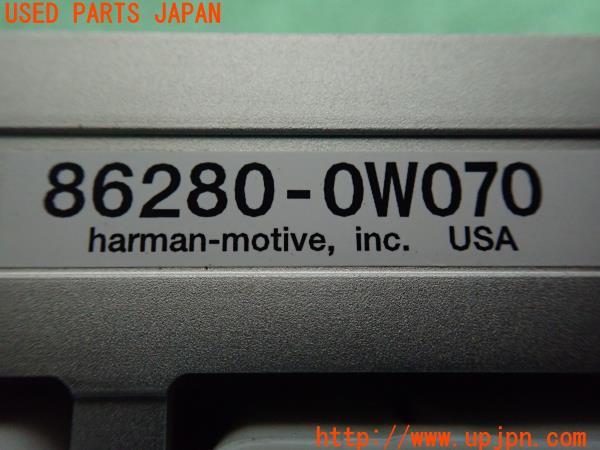 USED PARTS JAPAN
86280-0W070
harman-motive, inc. USA
http://www.upjpn.com/